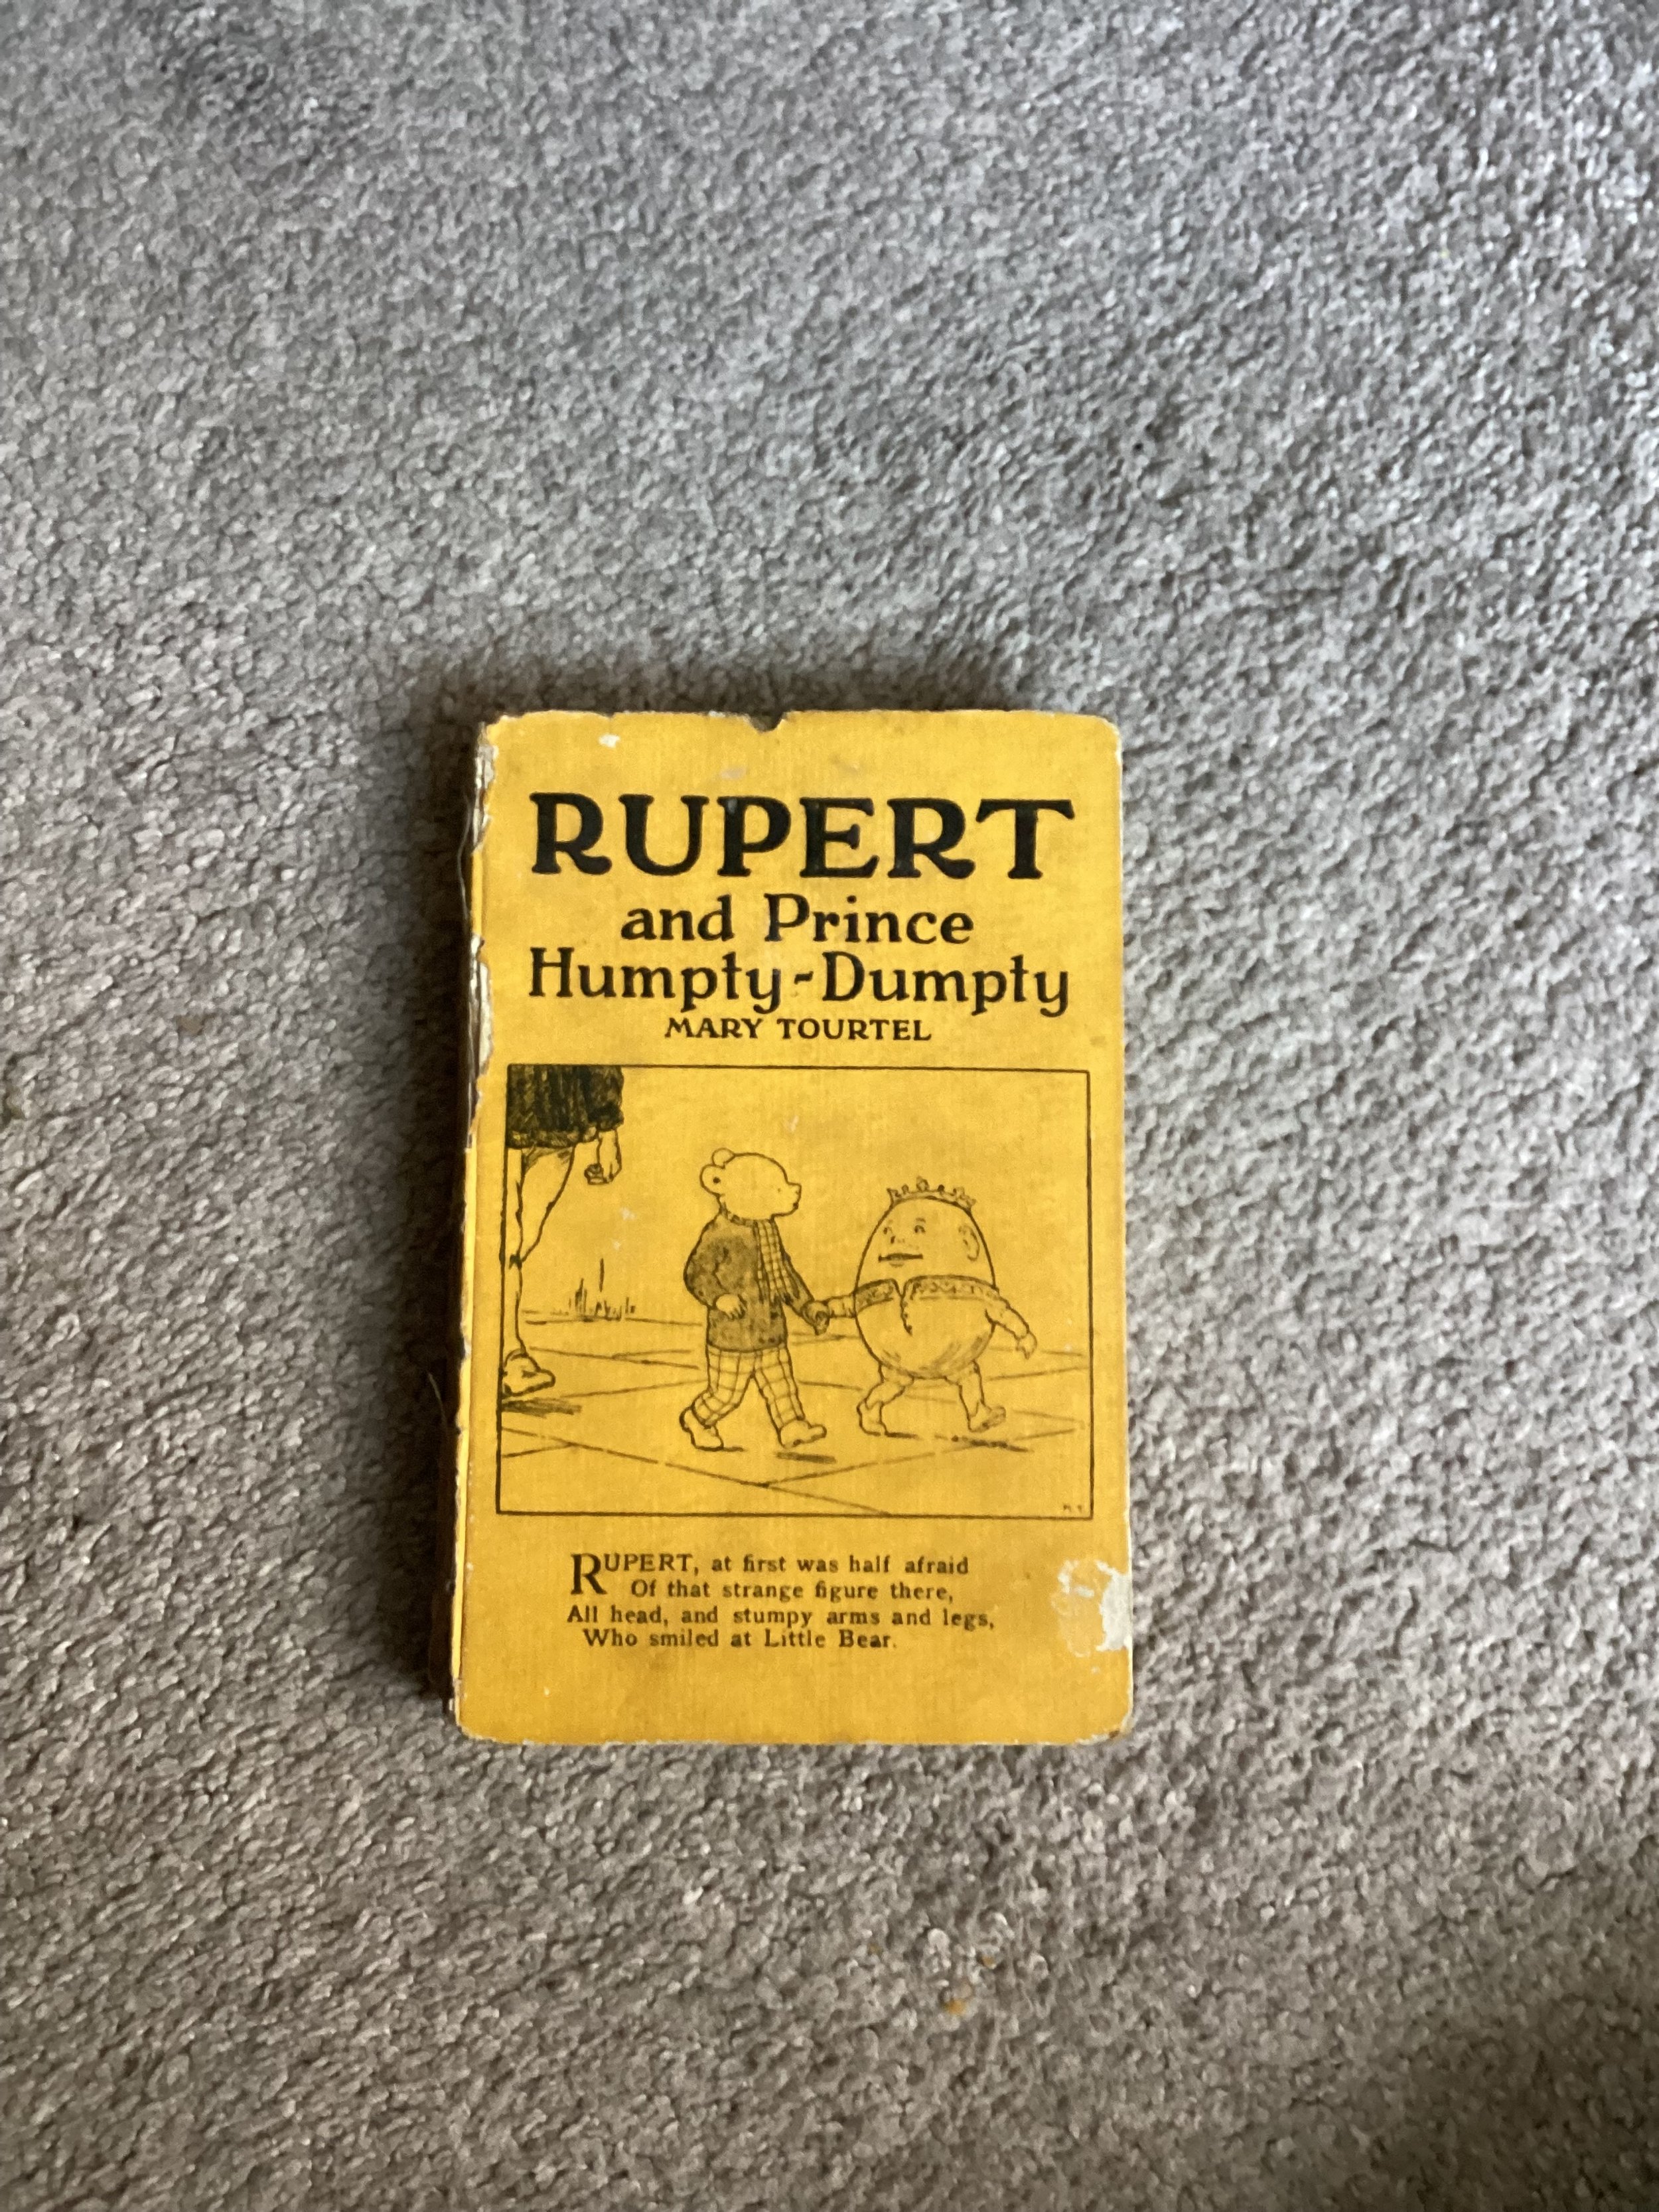 RUPERT
and Prince
Humpty-Dumpty
MARY TOURTEL
M.T.
RUPERT, at first was half afraid
Of that strange figure there,
All head, and stumpy arms and legs,
Who smiled at Little Bear.